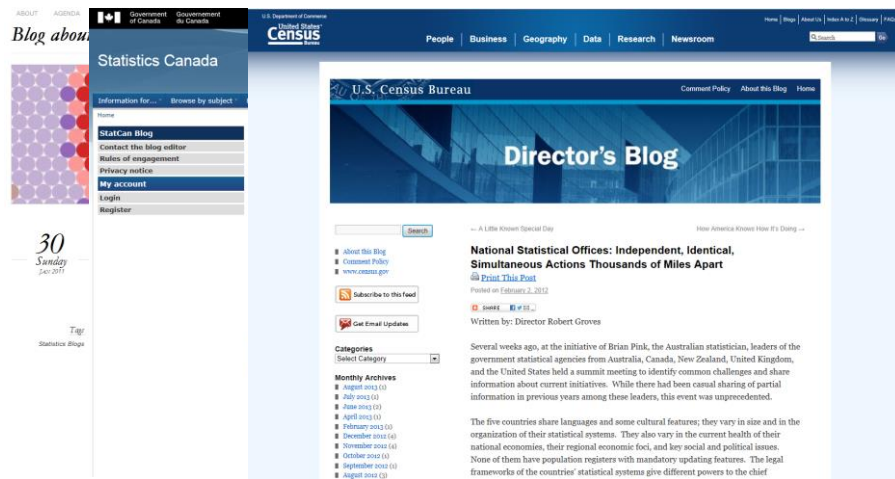 ABOUT AGENDA
Blog abou
30
Sunday
Tag
Statistics Blogs
Government of Canada
Gouvernement du Canada
Statistics Canada
Information for...
Browse by subject
Home
StatCan Blog
Contact the blog editor
Rules of engagement
Privacy notice
My account
Login
Register
U.S. Department of Commerce
United States
Census
Bureau
Home | Blogs | About Us | Index A to Z | Glossary | FAQs
Search
Go
People | Business | Geography | Data | Research | Newsroom
U.S. Census Bureau
Comment Policy About this Blog Home
Director's Blog
Search
About this Blog
Comment Policy
www.census.gov
Subscribe to this feed
Get Email Updates
Categories
Select Category
Monthly Archives
August 2013 (1)
July 2013 (1)
June 2013 (2)
April 2013 (1)
February 2013 (1)
December 2012 (4)
November 2012 (4)
October 2012 (1)
September 2012 (1)
August 2012 (3)
← A Little Known Special Day
How America Knows How It's Doing →
National Statistical Offices: Independent, Identical,
Simultaneous Actions Thousands of Miles Apart
Print This Post
Posted on February 2, 2012
SHARE
Written by: Director Robert Groves
Several weeks ago, at the initiative of Brian Pink, the Australian statistician, leaders of the
government statistical agencies from Australia, Canada, New Zealand, United Kingdom,
and the United States held a summit meeting to identify common challenges and share
information about current initiatives. While there had been casual sharing of partial
information in previous years among these leaders, this event was unprecedented.
The five countries share languages and some cultural features; they vary in size and in the
organization of their statistical systems. They also vary in the current health of their
national economies, their regional economic foci, and key social and political issues.
None of them have population registers with mandatory updating features. The legal
frameworks of the countries' statistical systems give different powers to the chief